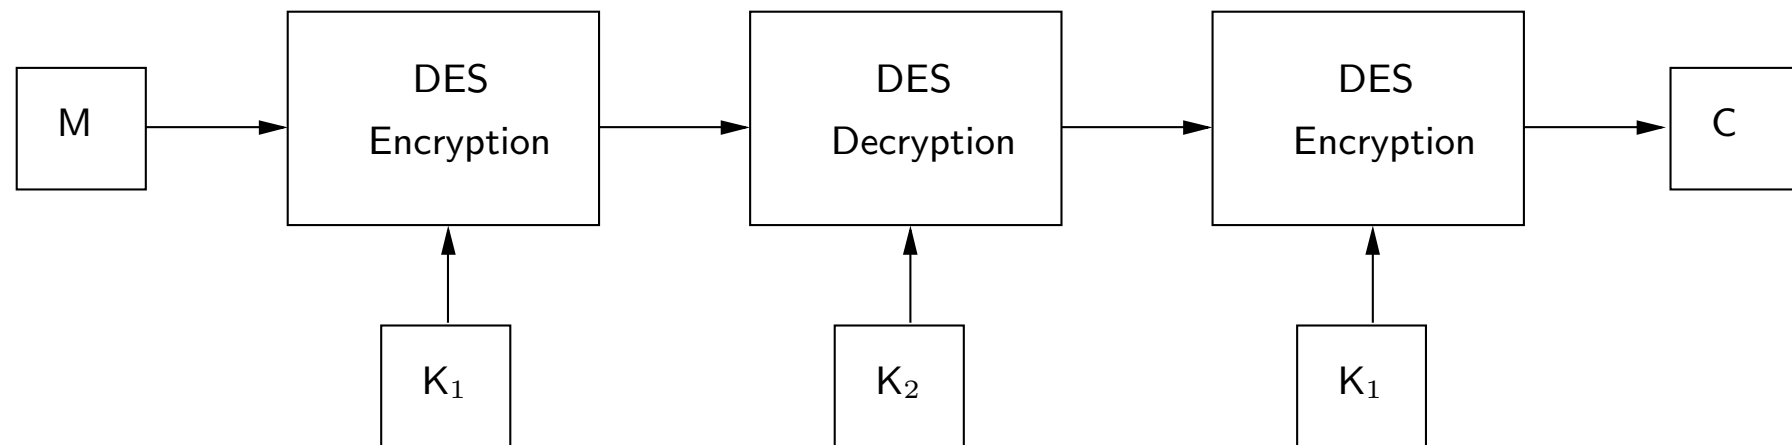 M
DES
Encryption
DES
Decryption
DES
Encryption
C
K₁
K₂
K₁